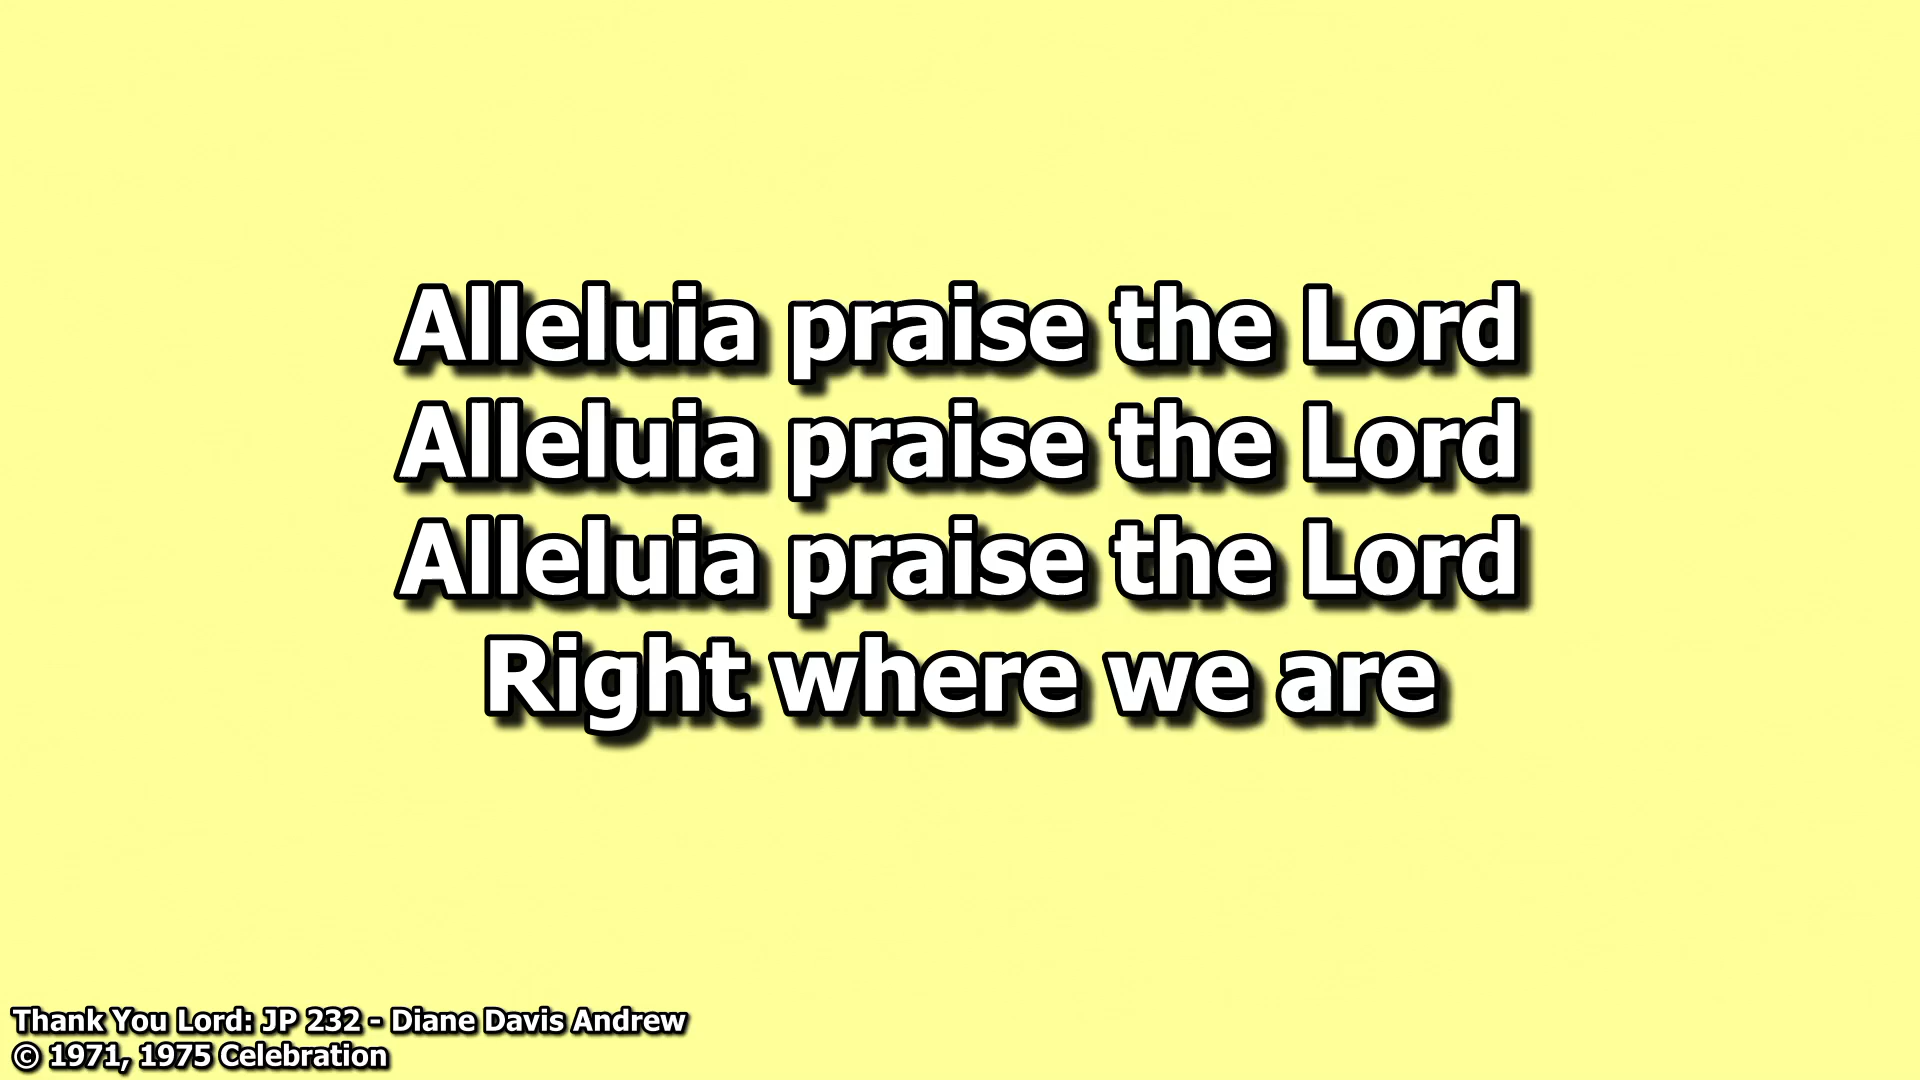 Alleluia praise the Lord
Alleluia praise the Lord
Alleluia praise the Lord
Right where we are
Thank You Lord: JP 232 - Diane Davis Andrew
© 1971, 1975 Celebration